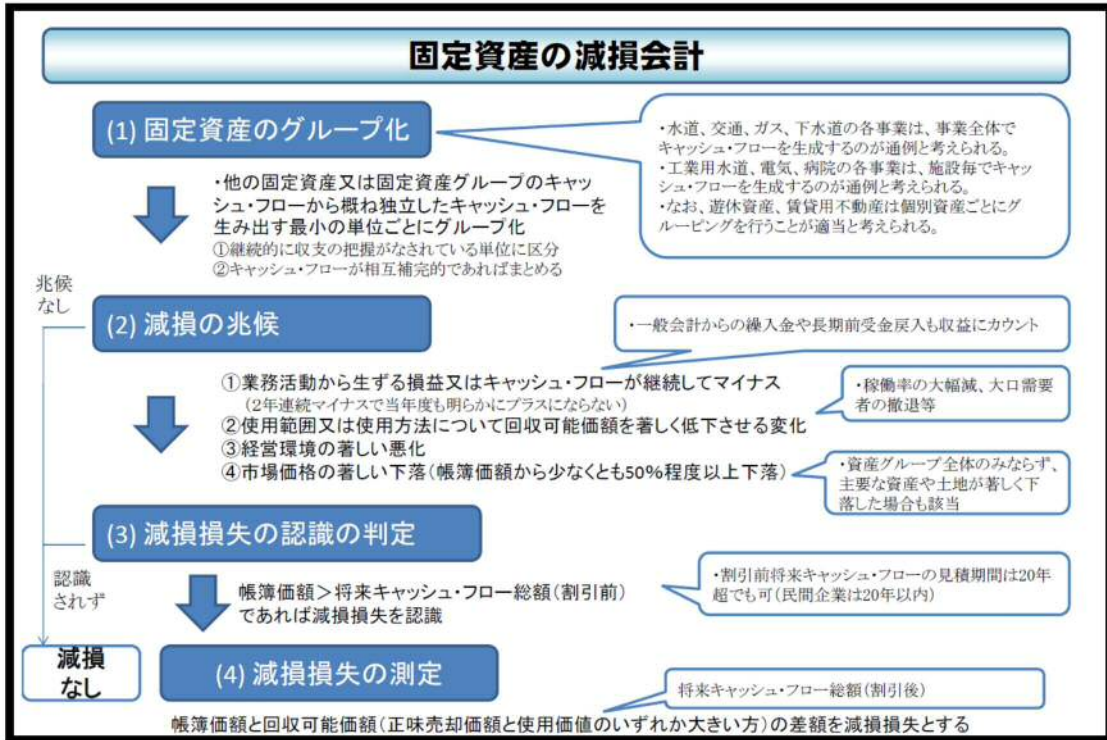 固定資産の減損会計
(1) 固定資産のグループ化
・水道、交通、ガス、下水道の各事業は、事業全体で
キャッシュ・フローを生成するのが通例と考えられる。
・工業用水道、電気、病院の各事業は、施設毎でキャッ
シュ・フローを生成するのが通例と考えられる。
・なお、遊休資産、賃貸用不動産は個別資産ごとにグ
ルーピングを行うことが適当と考えられる。
・他の固定資産又は固定資産グループのキャッ
シュ・フローから概ね独立したキャッシュ・フローを
生み出す最小の単位ごとにグループ化
①継続的に収支の把握がなされている単位に区分
②キャッシュ・フローが相互補完的であればまとめる
兆候
なし
(2) 減損の兆候
・一般会計からの繰入金や長期前受金戻入も収益にカウント
①業務活動から生ずる損益又はキャッシュ・フローが継続してマイナス
(2年連続マイナスで当年度も明らかにプラスにならない)
②使用範囲又は使用方法について回収可能価額を著しく低下させる変化
③経営環境の著しい悪化
④市場価格の著しい下落(帳簿価額から少なくとも50%程度以上下落)
・稼働率の大幅減、大口需要
者の撤退等
・資産グループ全体のみならず、
主要な資産や土地が著しく下
落した場合も該当
(3) 減損損失の認識の判定
認識
されず
帳簿価額>将来キャッシュ・フロー総額(割引前)
であれば減損損失を認識
・割引前将来キャッシュ・フローの見積期間は20年
超でも可(民間企業は20年以内)
減損
なし
(4) 減損損失の測定
将来キャッシュ・フロー総額(割引後)
帳簿価額と回収可能価額(正味売却価額と使用価値のいずれか大きい方)の差額を減損損失とする